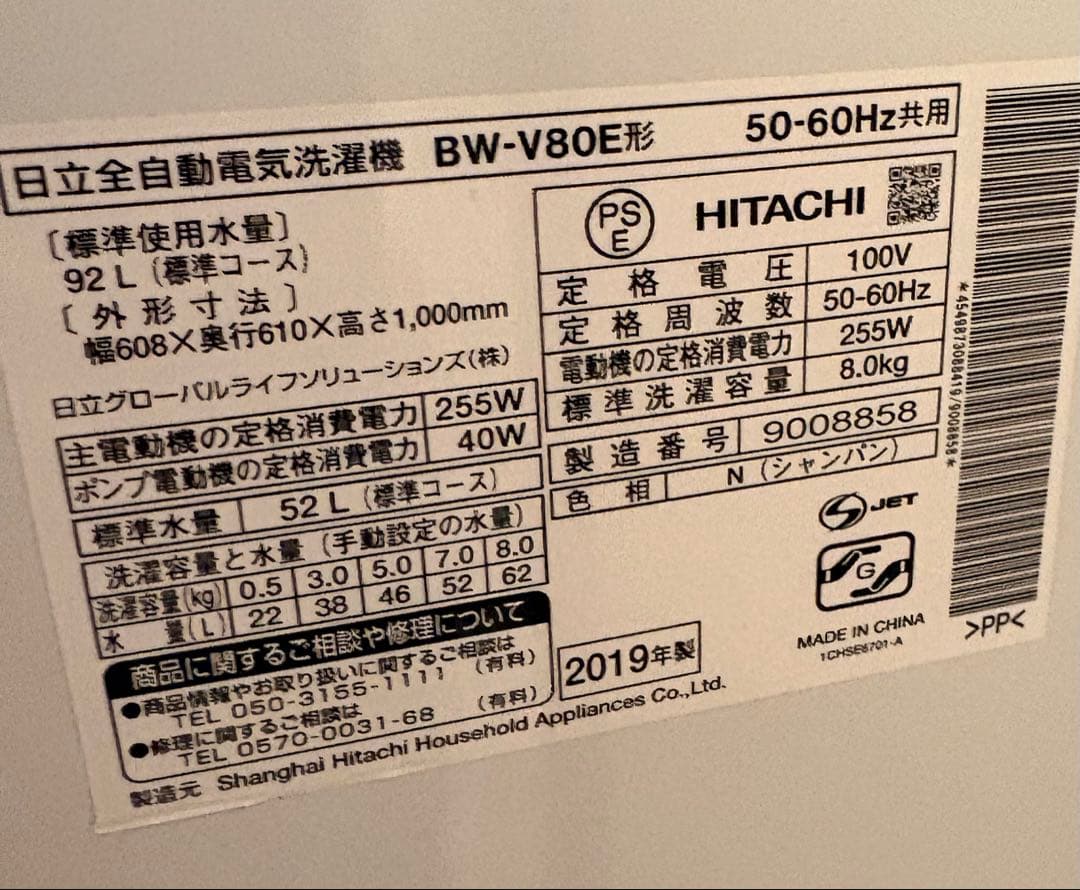 日立全自動電気洗濯機 BW-V80E形 50-60Hz共用
〔標準使用水量〕
92 L (標準コース)
〔外形寸法〕
幅608×奥行610×高さ1,000mm
日立グローバルライフソリューションズ(株)
主電動機の定格消費電力 255W
ポンプ電動機の定格消費電力 40W
標準水量 52 L (標準コース)
洗濯容量と水量 (手動設定の水量)
洗濯容量(kg) 0.5 3.0 5.0 7.0 8.0
水量(L) 22 38 46 52 62
商品に関するご相談や修理について
●商品情報やお取り扱いに関するご相談は
TEL 050-3155-1111 (有料)
●修理に関するご相談は
TEL 0570-0031-68 (有料)
製造元 Shanghai Hitachi Household Appliances Co.,Ltd.
PS
E
HITACHI
定格電圧 100V
定格周波数 50-60Hz
電動機の定格消費電力 255W
標準洗濯容量 8.0kg
製造番号 9008858
色相 N (シャンパン)
S JET
G
2019年製
MADE IN CHINA
1CHSE6701-A
*4549873088419/9008858*
>PP<